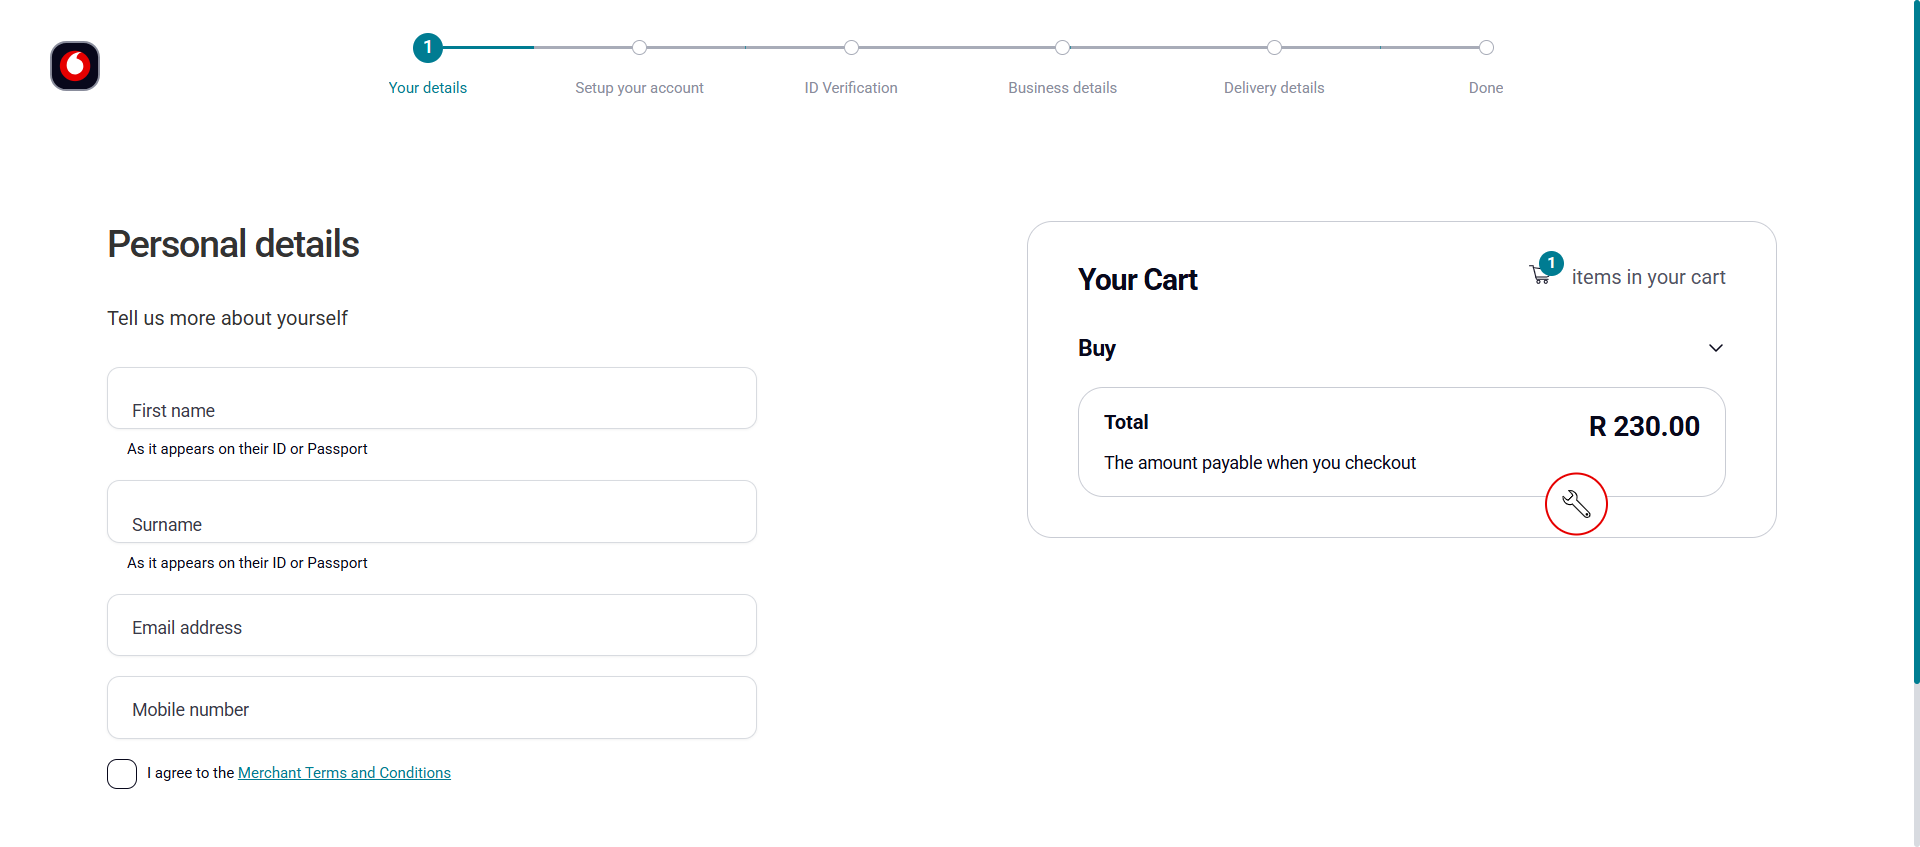 1
Your details
Setup your account
ID Verification
Business details
Delivery details
Done
Personal details
Tell us more about yourself
First name
As it appears on their ID or Passport
Surname
As it appears on their ID or Passport
Email address
Mobile number
I agree to the Merchant Terms and Conditions
Your Cart
1 items in your cart
Buy
Total
R 230.00
The amount payable when you checkout